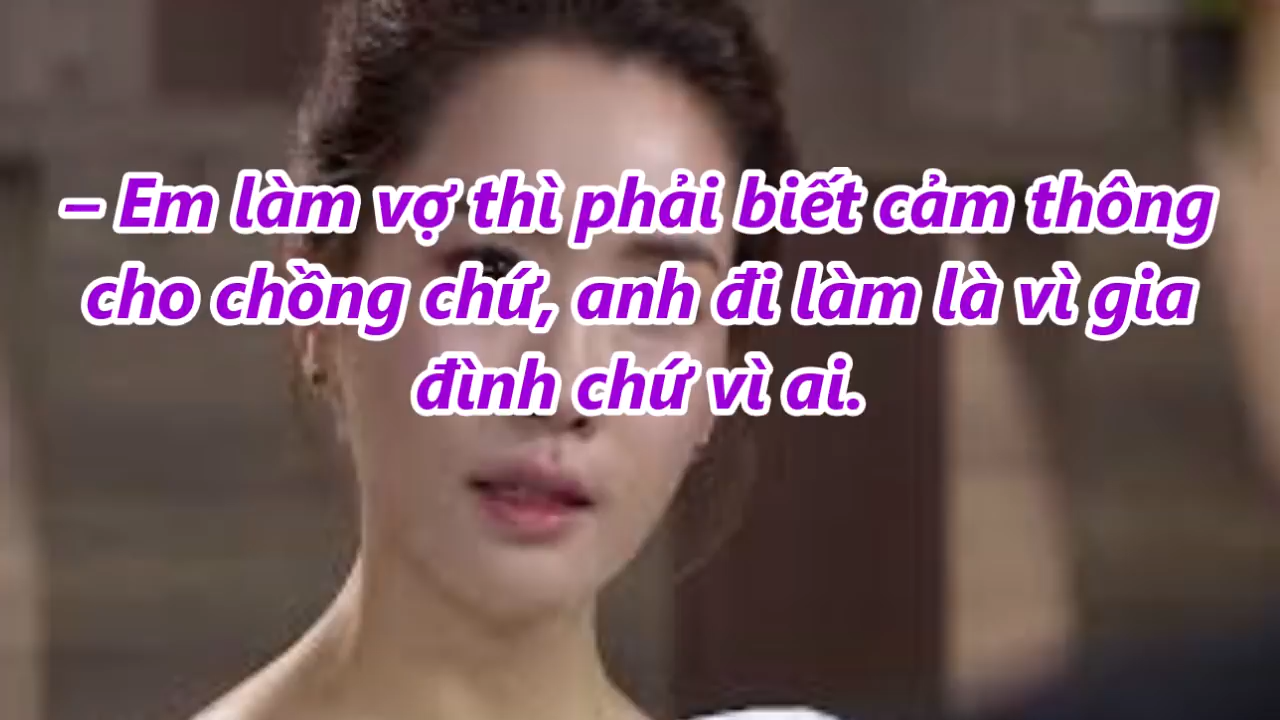 – Em làm vợ thì phải biết cảm thông
cho chồng chứ, anh đi làm là vì gia
đình chứ vì ai.